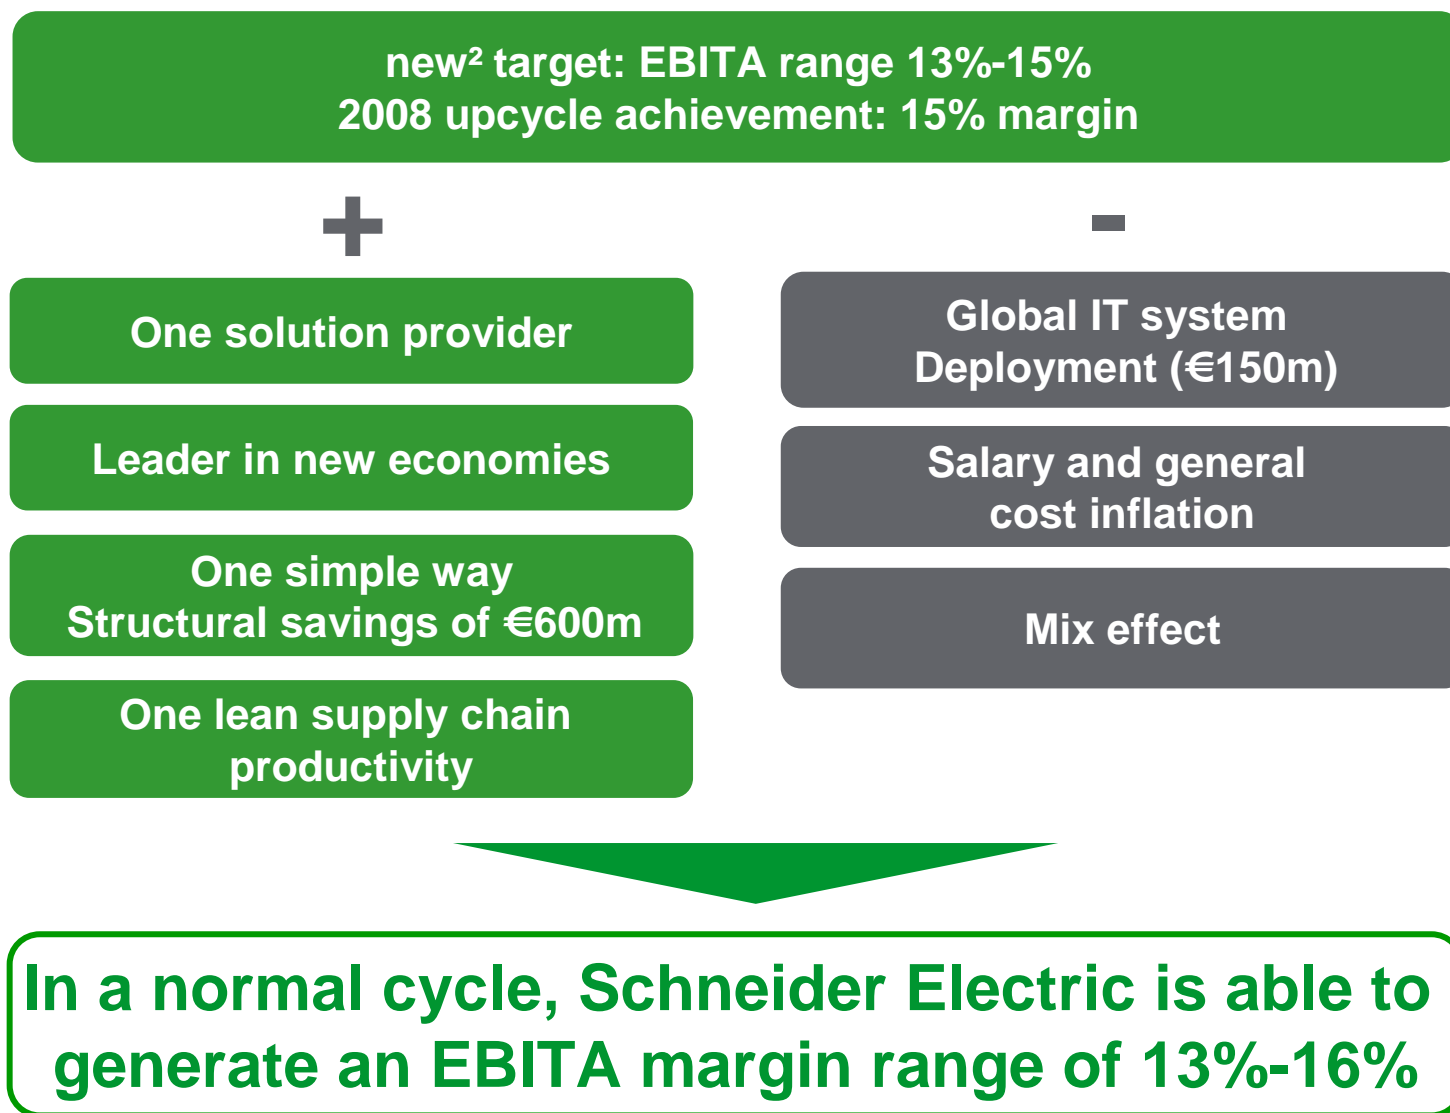 new² target: EBITA range 13%-15%
2008 upcycle achievement: 15% margin
+
-
One solution provider
Leader in new economies
One simple way
Structural savings of €600m
One lean supply chain
productivity
Global IT system
Deployment (€150m)
Salary and general
cost inflation
Mix effect
In a normal cycle, Schneider Electric is able to
generate an EBITA margin range of 13%-16%